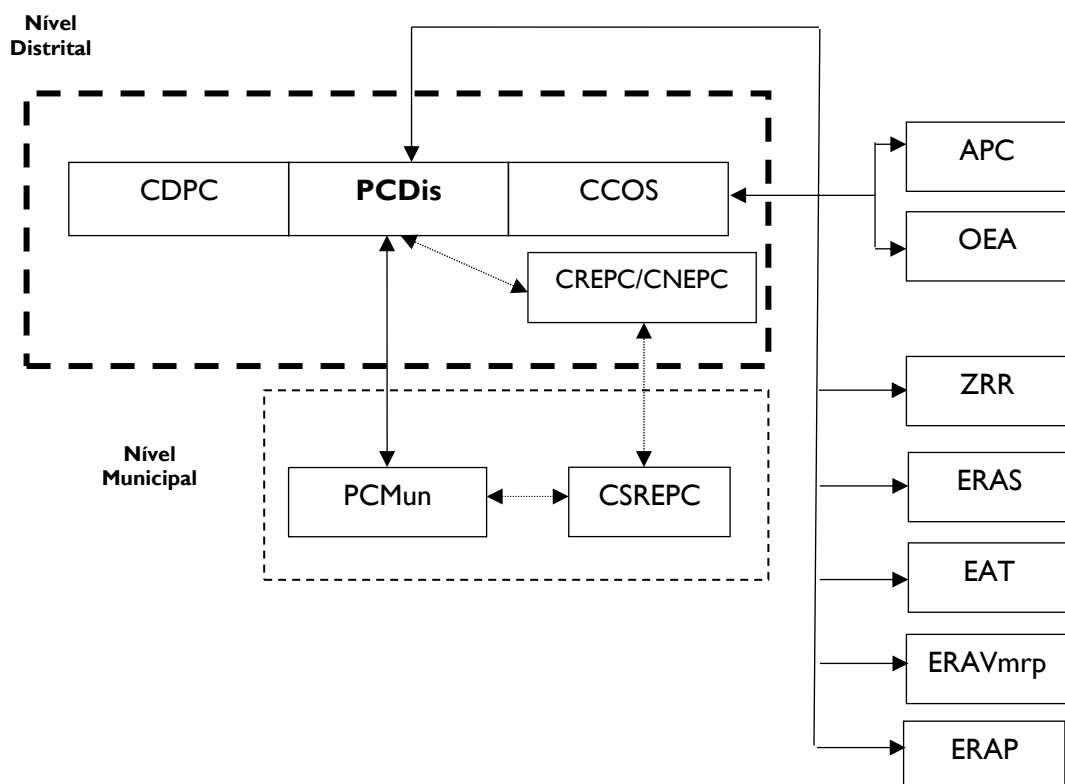 Nível
Distrital
CDPC
PCDis
CCOS
APC
OEA
CREPC/CNEPC
ZRR
Nível
Municipal
PCMun
CSREPC
ERAS
EAT
ERAVmrp
ERAP